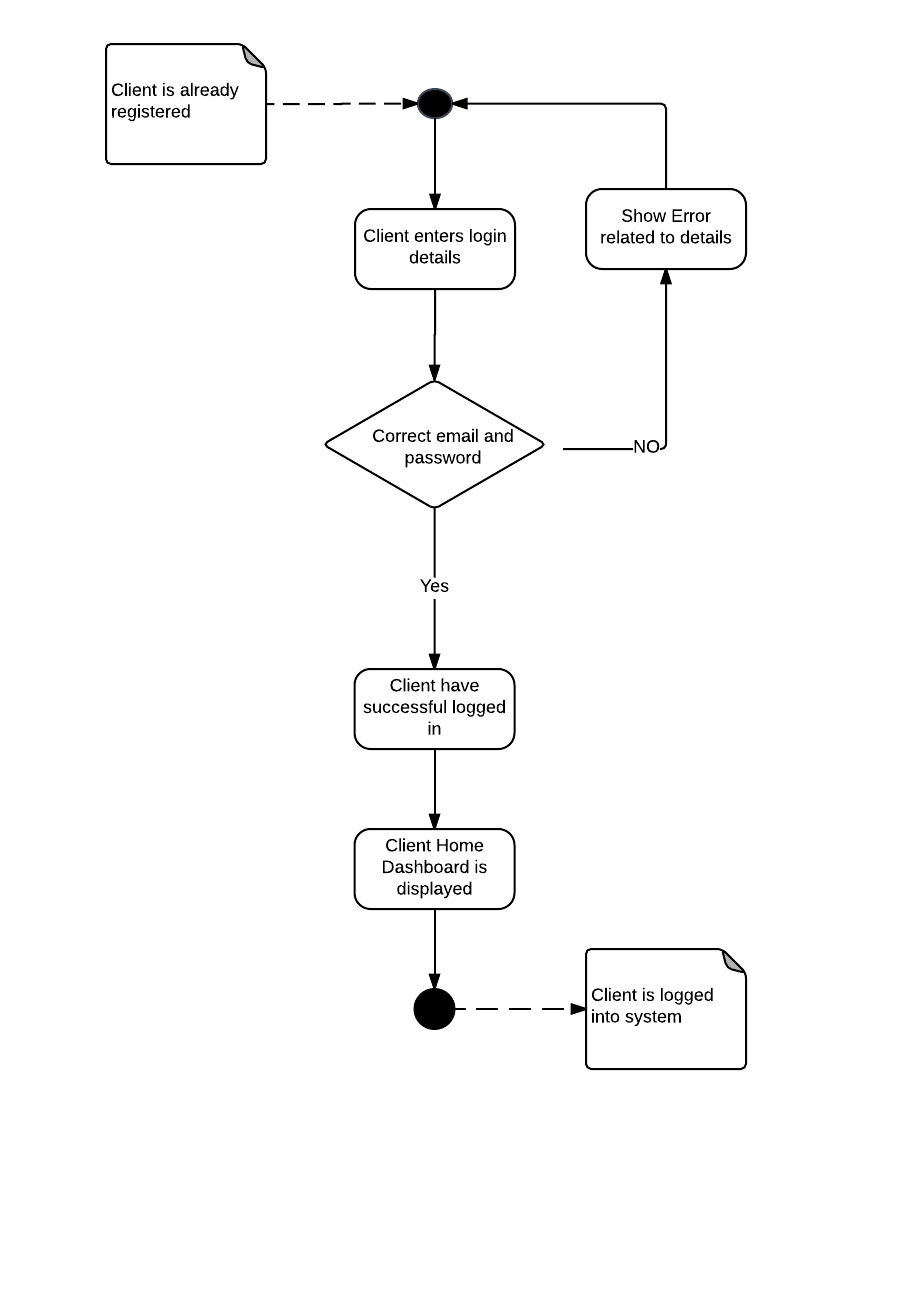 Client is already
registered
Client enters login
details
Show Error
related to details
Correct email and
password
NO
Yes
Client have
successful logged
in
Client Home
Dashboard is
displayed
Client is logged
into system